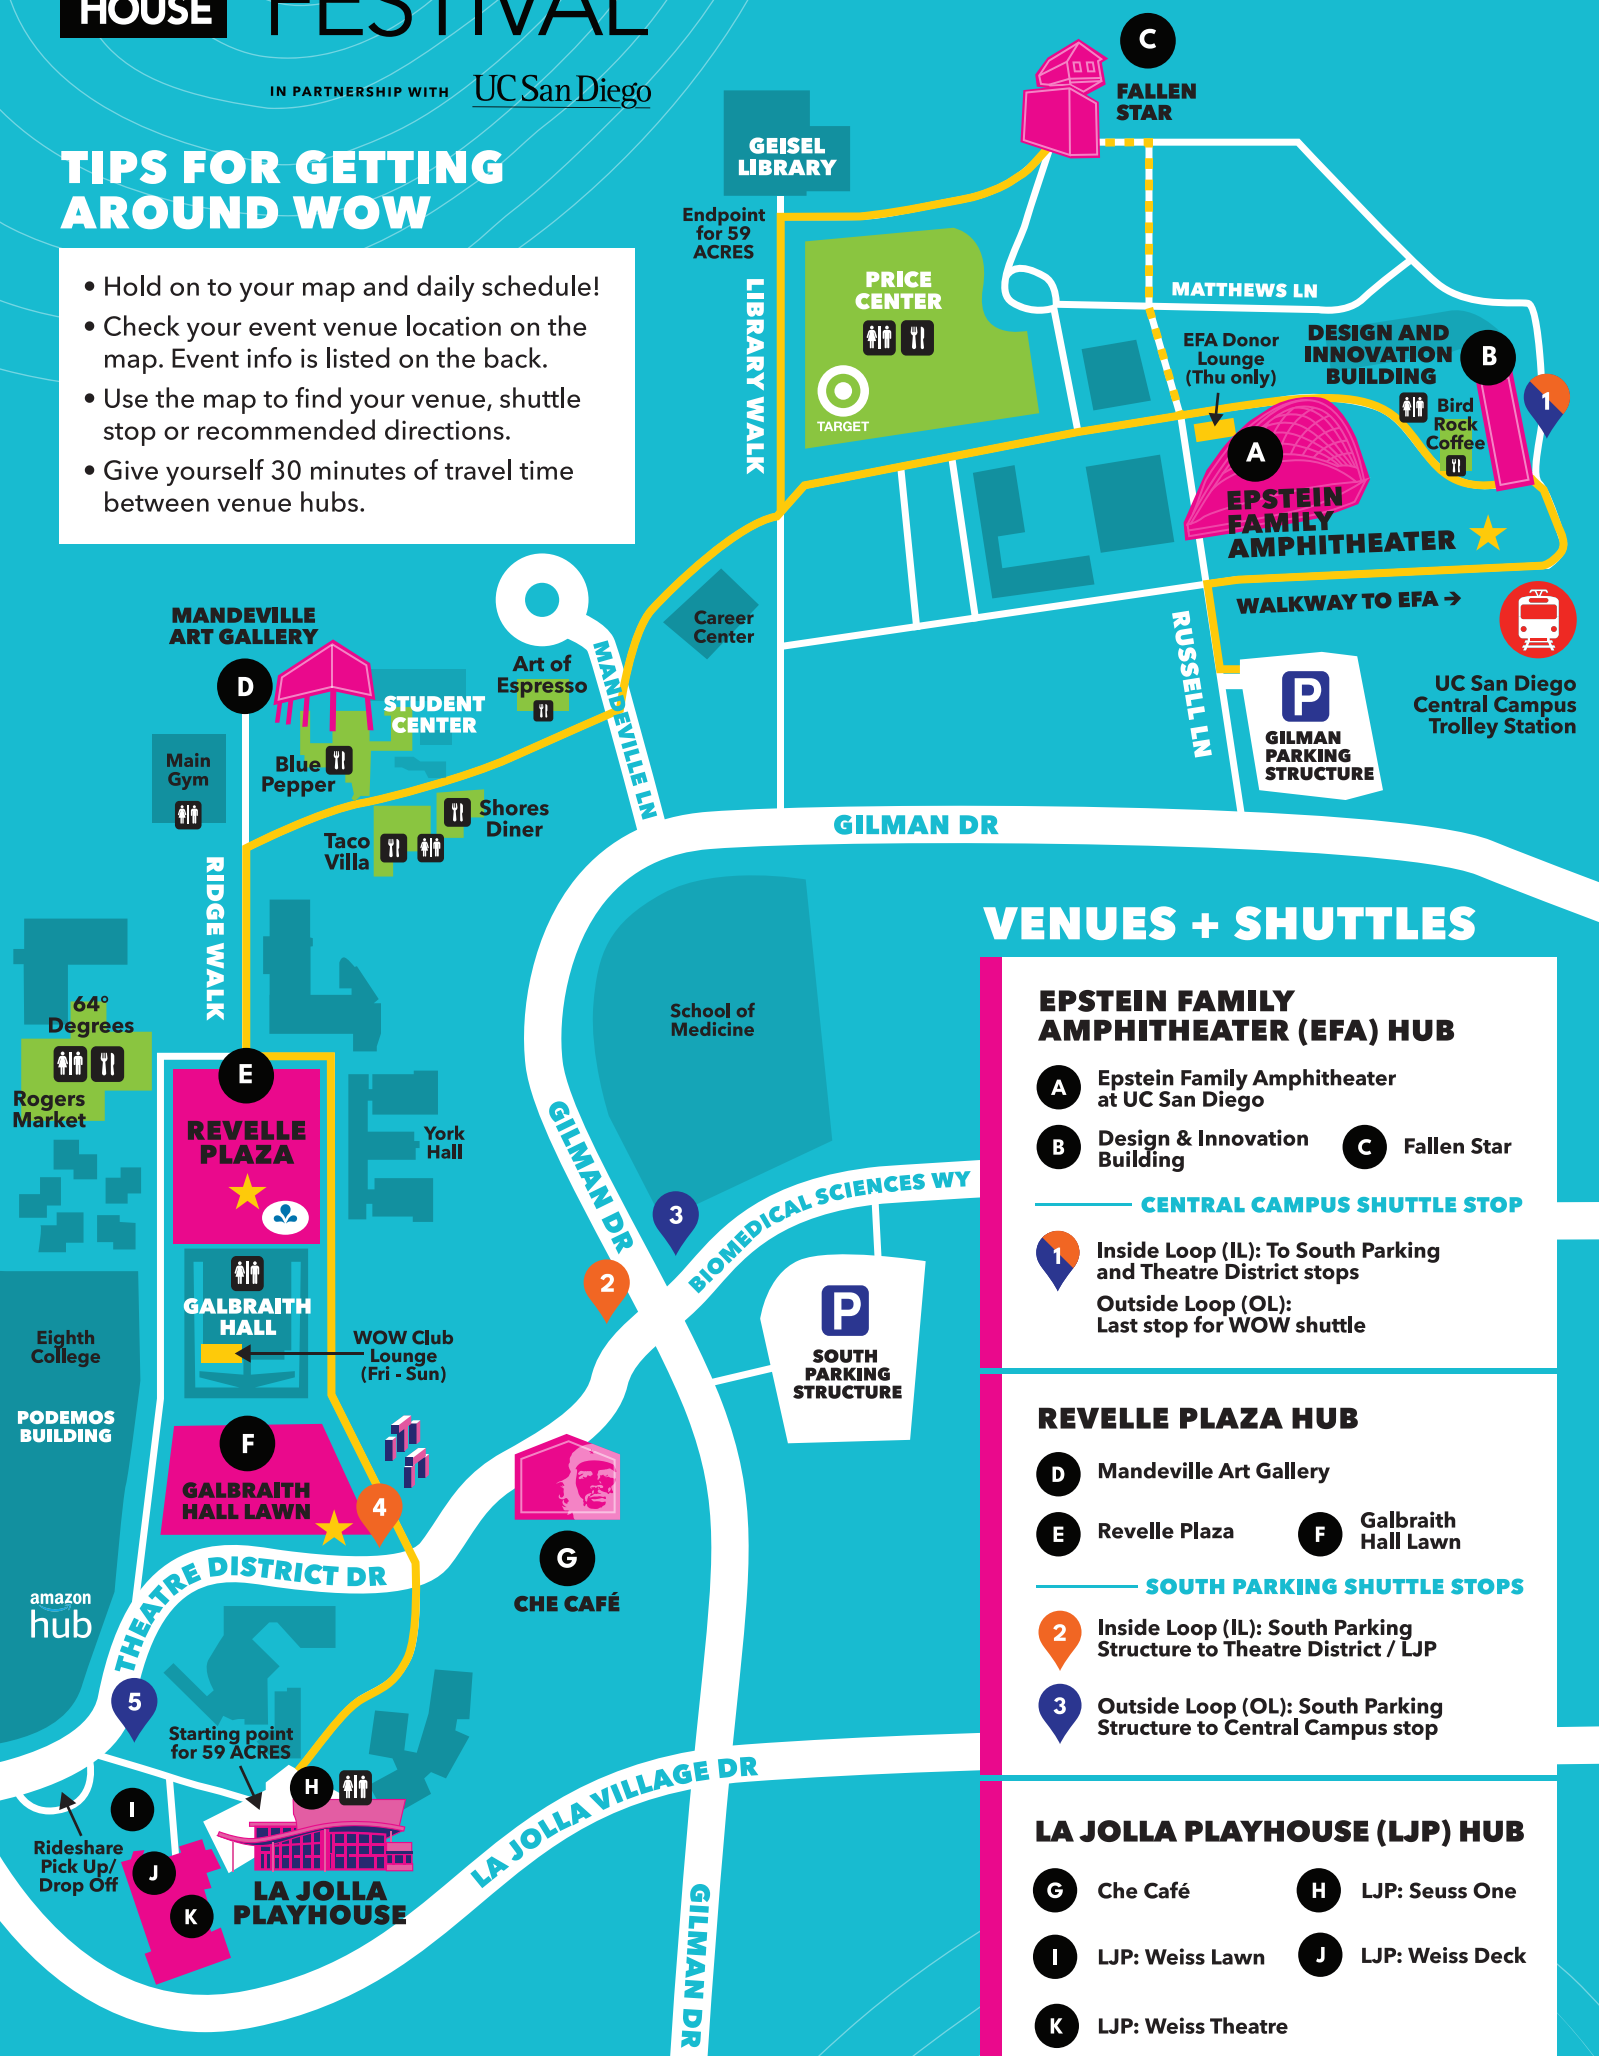 HOUSE
FESTIVAL
IN PARTNERSHIP WITH
UC San Diego
TIPS FOR GETTING
AROUND WOW
• Hold on to your map and daily schedule!
• Check your event venue location on the
map. Event info is listed on the back.
• Use the map to find your venue, shuttle
stop or recommended directions.
• Give yourself 30 minutes of travel time
between venue hubs.
C
FALLEN
STAR
GEISEL
LIBRARY
Endpoint
for 59
ACRES
LIBRARY WALK
PRICE
CENTER
TARGET
MATTHEWS LN
EFA Donor
Lounge
(Thu only)
DESIGN AND
INNOVATION
BUILDING
B
1
Bird
Rock
Coffee
A
EPSTEIN
FAMILY
AMPHITHEATER
WALKWAY TO EFA →
RUSSELL LN
P
GILMAN
PARKING
STRUCTURE
UC San Diego
Central Campus
Trolley Station
Career
Center
MANDEVILLE
ART GALLERY
D
STUDENT
CENTER
Art of
Espresso
MANDEVILLE LN
Main
Gym
Blue
Pepper
Shores
Diner
Taco
Villa
GILMAN DR
RIDGE WALK
64°
Degrees
Rogers
Market
E
REVELLE
PLAZA
York
Hall
School of
Medicine
GILMAN DR
3
BIOMEDICAL SCIENCES WY
2
P
SOUTH
PARKING
STRUCTURE
GALBRAITH
HALL
WOW Club
Lounge
(Fri - Sun)
Eighth
College
PODEMOS
BUILDING
F
GALBRAITH
HALL LAWN
4
G
CHE CAFÉ
THEATRE DISTRICT DR
amazon
hub
5
Starting point
for 59 ACRES
H
I
Rideshare
Pick Up/
Drop Off
J
K
LA JOLLA
PLAYHOUSE
LA JOLLA VILLAGE DR
GILMAN DR
VENUES + SHUTTLES
EPSTEIN FAMILY
AMPHITHEATER (EFA) HUB
A Epstein Family Amphitheater
at UC San Diego
B Design & Innovation
Building
C Fallen Star
CENTRAL CAMPUS SHUTTLE STOP
1 Inside Loop (IL): To South Parking
and Theatre District stops
Outside Loop (OL):
Last stop for WOW shuttle
REVELLE PLAZA HUB
D Mandeville Art Gallery
E Revelle Plaza
F Galbraith
Hall Lawn
SOUTH PARKING SHUTTLE STOPS
2 Inside Loop (IL): South Parking
Structure to Theatre District / LJP
3 Outside Loop (OL): South Parking
Structure to Central Campus stop
LA JOLLA PLAYHOUSE (LJP) HUB
G Che Café
H LJP: Seuss One
I LJP: Weiss Lawn
J LJP: Weiss Deck
K LJP: Weiss Theatre